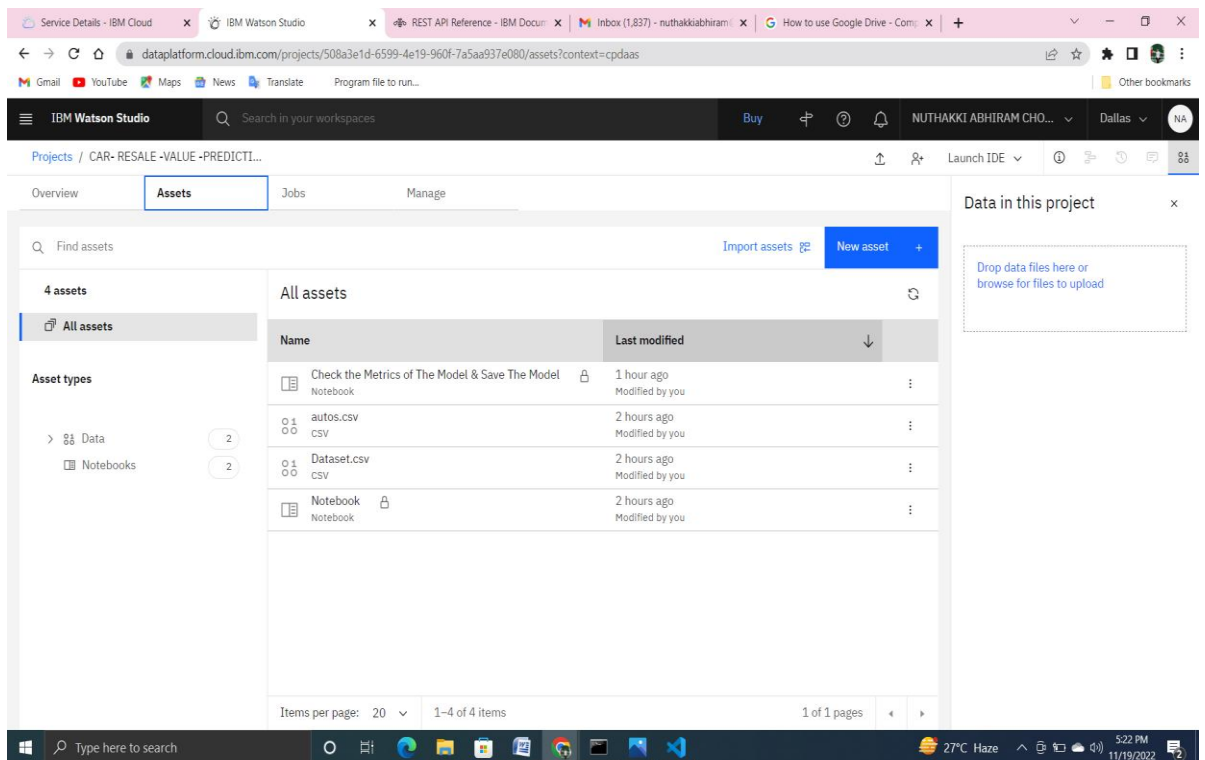 Service Details - IBM Cloud
IBM Watson Studio
REST API Reference - IBM Docum
Inbox (1,837) - nuthakkiabhiram
How to use Google Drive - Comp
dataplatform.cloud.ibm.com/projects/508a3e1d-6599-4e19-960f-7a5aa937e080/assets?context=cpdaas
Gmail YouTube Maps News Translate Program file to run... Other bookmarks
IBM Watson Studio Search in your workspaces Buy NUTHAKKI ABHIRAM CHO... Dallas NA
Projects / CAR- RESALE -VALUE -PREDICTI... Launch IDE
Overview Assets Jobs Manage
Data in this project
Find assets Import assets New asset +
Drop data files here or
browse for files to upload
4 assets
All assets
All assets
Name Last modified
Asset types
Data 2
Notebooks 2
Check the Metrics of The Model & Save The Model 1 hour ago
Notebook Modified by you
autos.csv 2 hours ago
CSV Modified by you
Dataset.csv 2 hours ago
CSV Modified by you
Notebook 2 hours ago
Notebook Modified by you
Items per page: 20 1–4 of 4 items 1 of 1 pages
Type here to search 27°C Haze 5:22 PM
11/19/2022
2